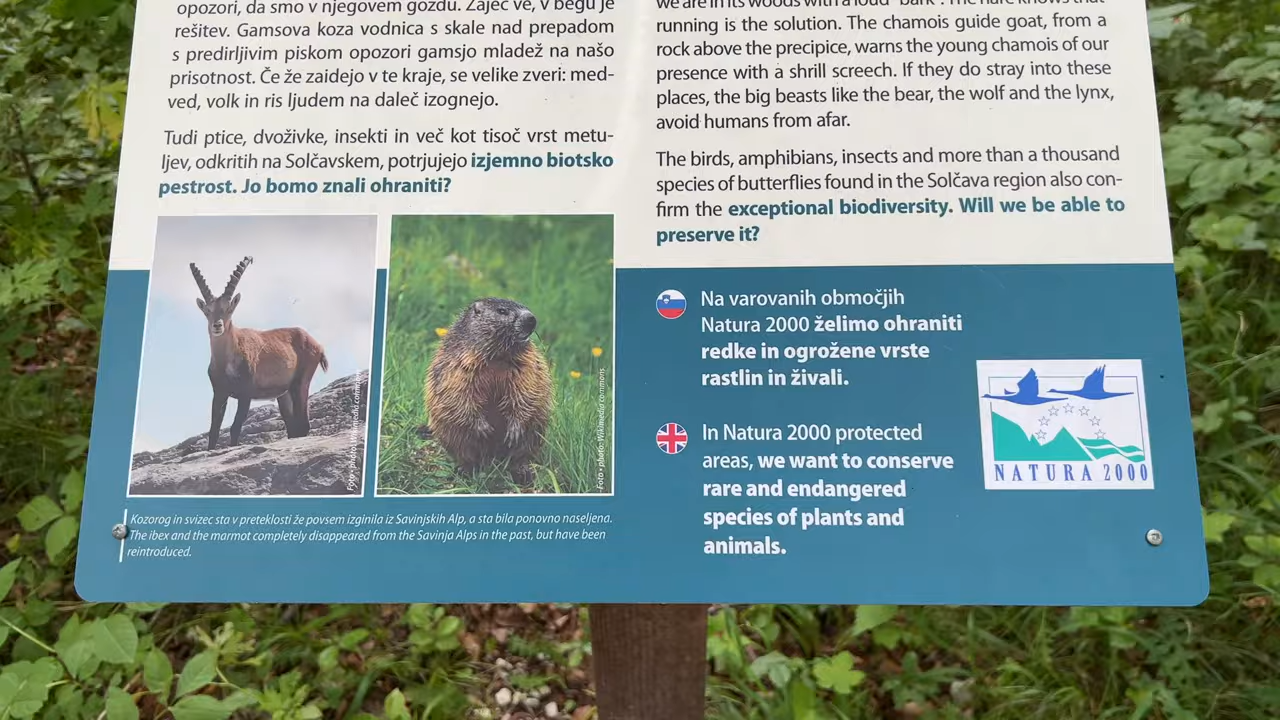 opozori, da smo v njegovem gozdu. Zajec ve, v begu je
rešitev. Gamsova koza vodnica s skale nad prepadom
s predirljivim piskom opozori gamsjo mladež na našo
prisotnost. Če že zaidejo v te kraje, se velike zveri: med-
ved, volk in ris ljudem na daleč izognejo.
Tudi ptice, dvoživke, insekti in več kot tisoč vrst metu-
ljev, odkritih na Solčavskem, potrjujejo izjemno biotsko
pestrost. Jo bomo znali ohraniti?
we are in its woods with a loud "bark". The hare knows that
running is the solution. The chamois guide goat, from a
rock above the precipice, warns the young chamois of our
presence with a shrill screech. If they do stray into these
places, the big beasts like the bear, the wolf and the lynx,
avoid humans from afar.
The birds, amphibians, insects and more than a thousand
species of butterflies found in the Solčava region also con-
firm the exceptional biodiversity. Will we be able to
preserve it?
Foto • photo: Wikimedia commons.
Foto • photo: Wikimedia commons.
Kozorog in svizec sta v preteklosti že povsem izginila iz Savinjskih Alp, a sta bila ponovno naseljena.
The ibex and the marmot completely disappeared from the Savinja Alps in the past, but have been
reintroduced.
Na varovanih območjih
Natura 2000 želimo ohraniti
redke in ogrožene vrste
rastlin in živali.
In Natura 2000 protected
areas, we want to conserve
rare and endangered
species of plants and
animals.
NATURA 2000